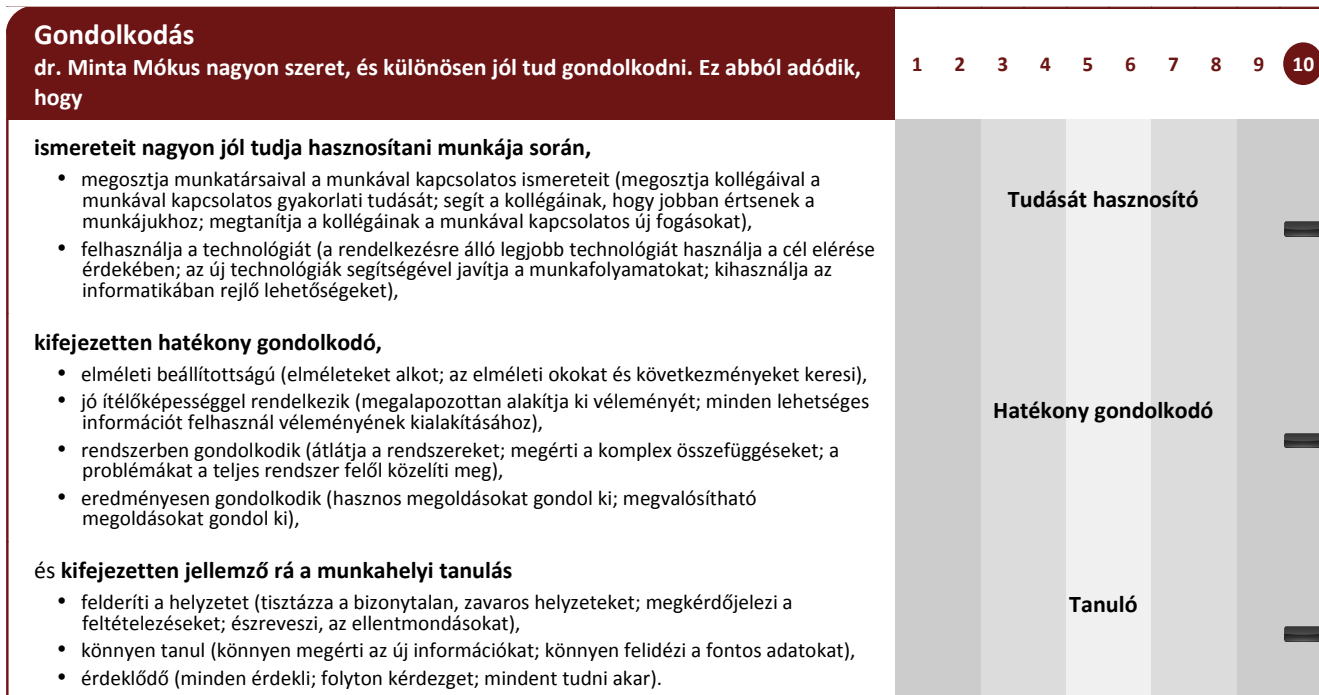 Gondolkodás
dr. Minta Mókus nagyon szeret, és különösen jól tud gondolkodni. Ez abból adódik,
hogy
1 2 3 4 5 6 7 8 9 10
ismereteit nagyon jól tudja hasznosítani munkája során,
• megosztja munkatársaival a munkával kapcsolatos ismereteit (megosztja kollégáival a
munkával kapcsolatos gyakorlati tudását; segít a kollégáinak, hogy jobban értsenek a
munkájukhoz; megtanítja a kollégáinak a munkával kapcsolatos új fogásokat),
• felhasználja a technológiát (a rendelkezésre álló legjobb technológiát használja a cél elérése
érdekében; az új technológiák segítségével javítja a munkafolyamatokat; kihasználja az
informatikában rejlő lehetőségeket),
Tudását hasznosító
kifejezetten hatékony gondolkodó,
• elméleti beállítottságú (elméleteket alkot; az elméleti okokat és következményeket keresi),
• jó ítélőképességgel rendelkezik (megalapozottan alakítja ki véleményét; minden lehetséges
információt felhasznál véleményének kialakításához),
• rendszerben gondolkodik (átlátja a rendszereket; megérti a komplex összefüggéseket; a
problémákat a teljes rendszer felől közelíti meg),
• eredményesen gondolkodik (hasznos megoldásokat gondol ki; megvalósítható
megoldásokat gondol ki),
Hatékony gondolkodó
és kifejezetten jellemző rá a munkahelyi tanulás
• felderíti a helyzetet (tisztázza a bizonytalan, zavaros helyzeteket; megkérdőjelezi a
feltételezéseket; észreveszi, az ellentmondásokat),
• könnyen tanul (könnyen megérti az új információkat; könnyen felidézi a fontos adatokat),
• érdeklődő (minden érdekli; folyton kérdezget; mindent tudni akar).
Tanuló